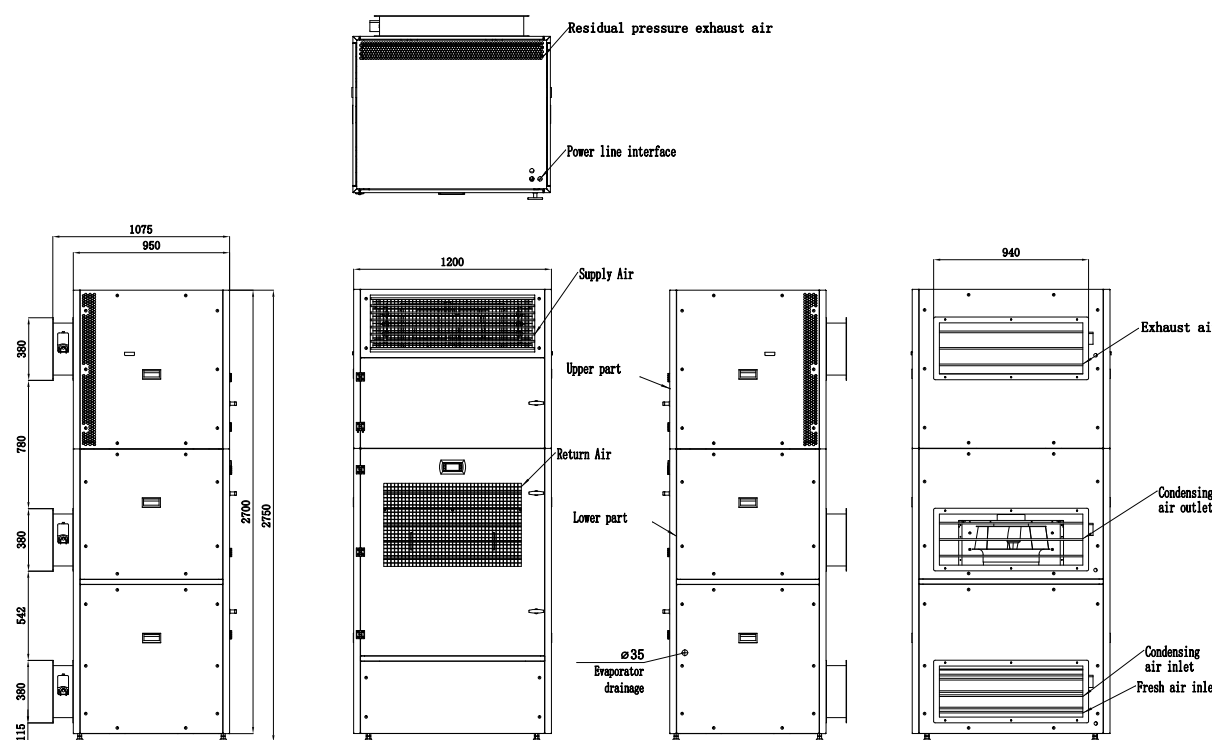 Residual pressure exhaust air
Power line interface
1075
950
380
780
380
542
380
115
2700
2750
1200
Supply Air
Return Air
Upper part
Lower part
⌀35
Evaporator
drainage
940
Exhaust ai
Condensing
air outlet
Condensing
air inlet
Fresh air inle